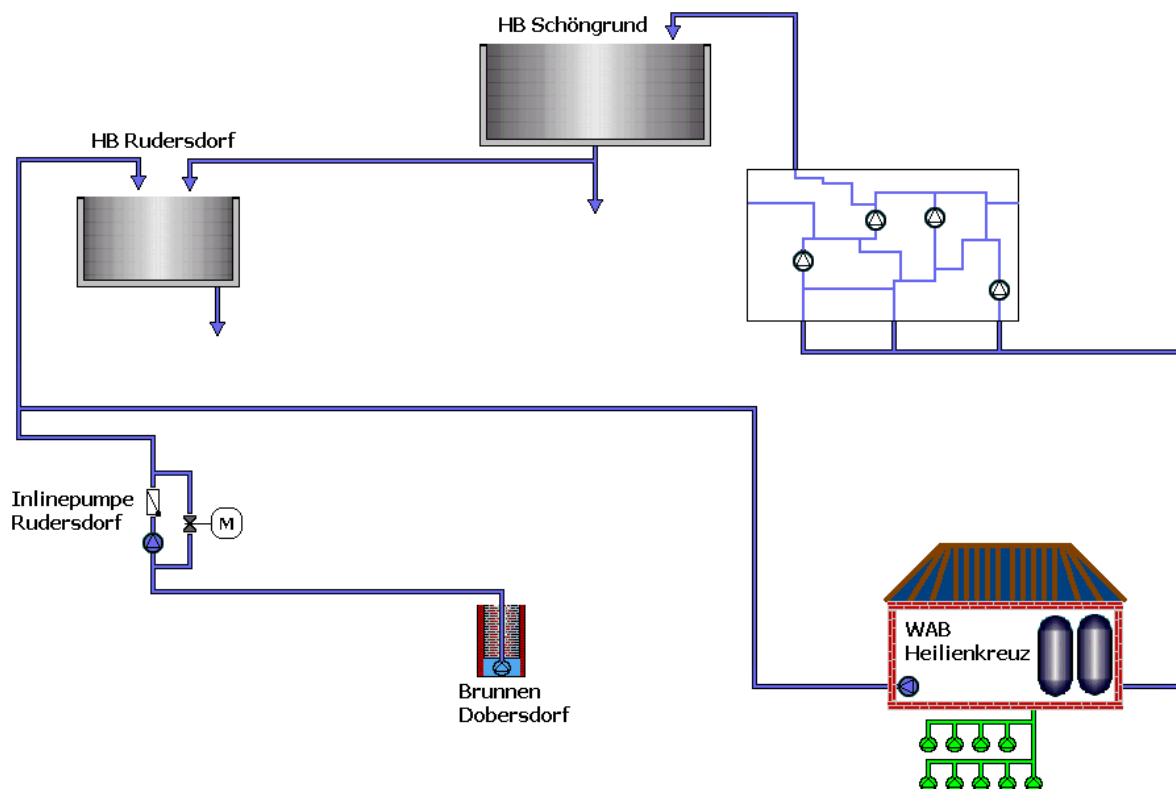 HB Schöngrund
HB Rudersdorf
Inlinepumpe
Rudersdorf
M
WAB
Heilienkreuz
Brunnen
Dobersdorf